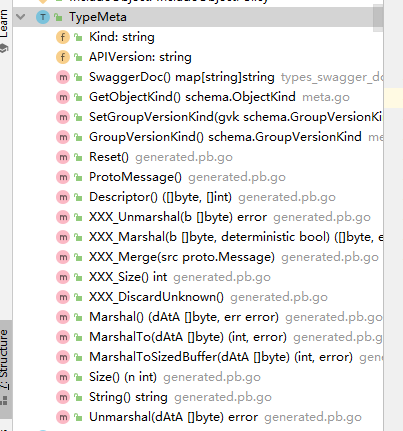 TypeMeta
Kind: string
APIVersion: string
SwaggerDoc() map[string]string types_swagger_do
GetObjectKind() schema.ObjectKind meta.go
SetGroupVersionKind(gvk schema.GroupVersionKi
GroupVersionKind() schema.GroupVersionKind me
Reset() generated.pb.go
ProtoMessage() generated.pb.go
Descriptor() ([]byte, []int) generated.pb.go
XXX_Unmarshal(b []byte) error generated.pb.go
XXX_Marshal(b []byte, deterministic bool) ([]byte, e
XXX_Merge(src proto.Message) generated.pb.go
XXX_Size() int generated.pb.go
XXX_DiscardUnknown() generated.pb.go
Marshal() (dAtA []byte, err error) generated.pb.go
MarshalTo(dAtA []byte) (int, error) generated.pb.go
MarshalToSizedBuffer(dAtA []byte) (int, error) generated.pb.go
Size() (n int) generated.pb.go
String() string generated.pb.go
Unmarshal(dAtA []byte) error generated.pb.go
Learn
Z: Structure